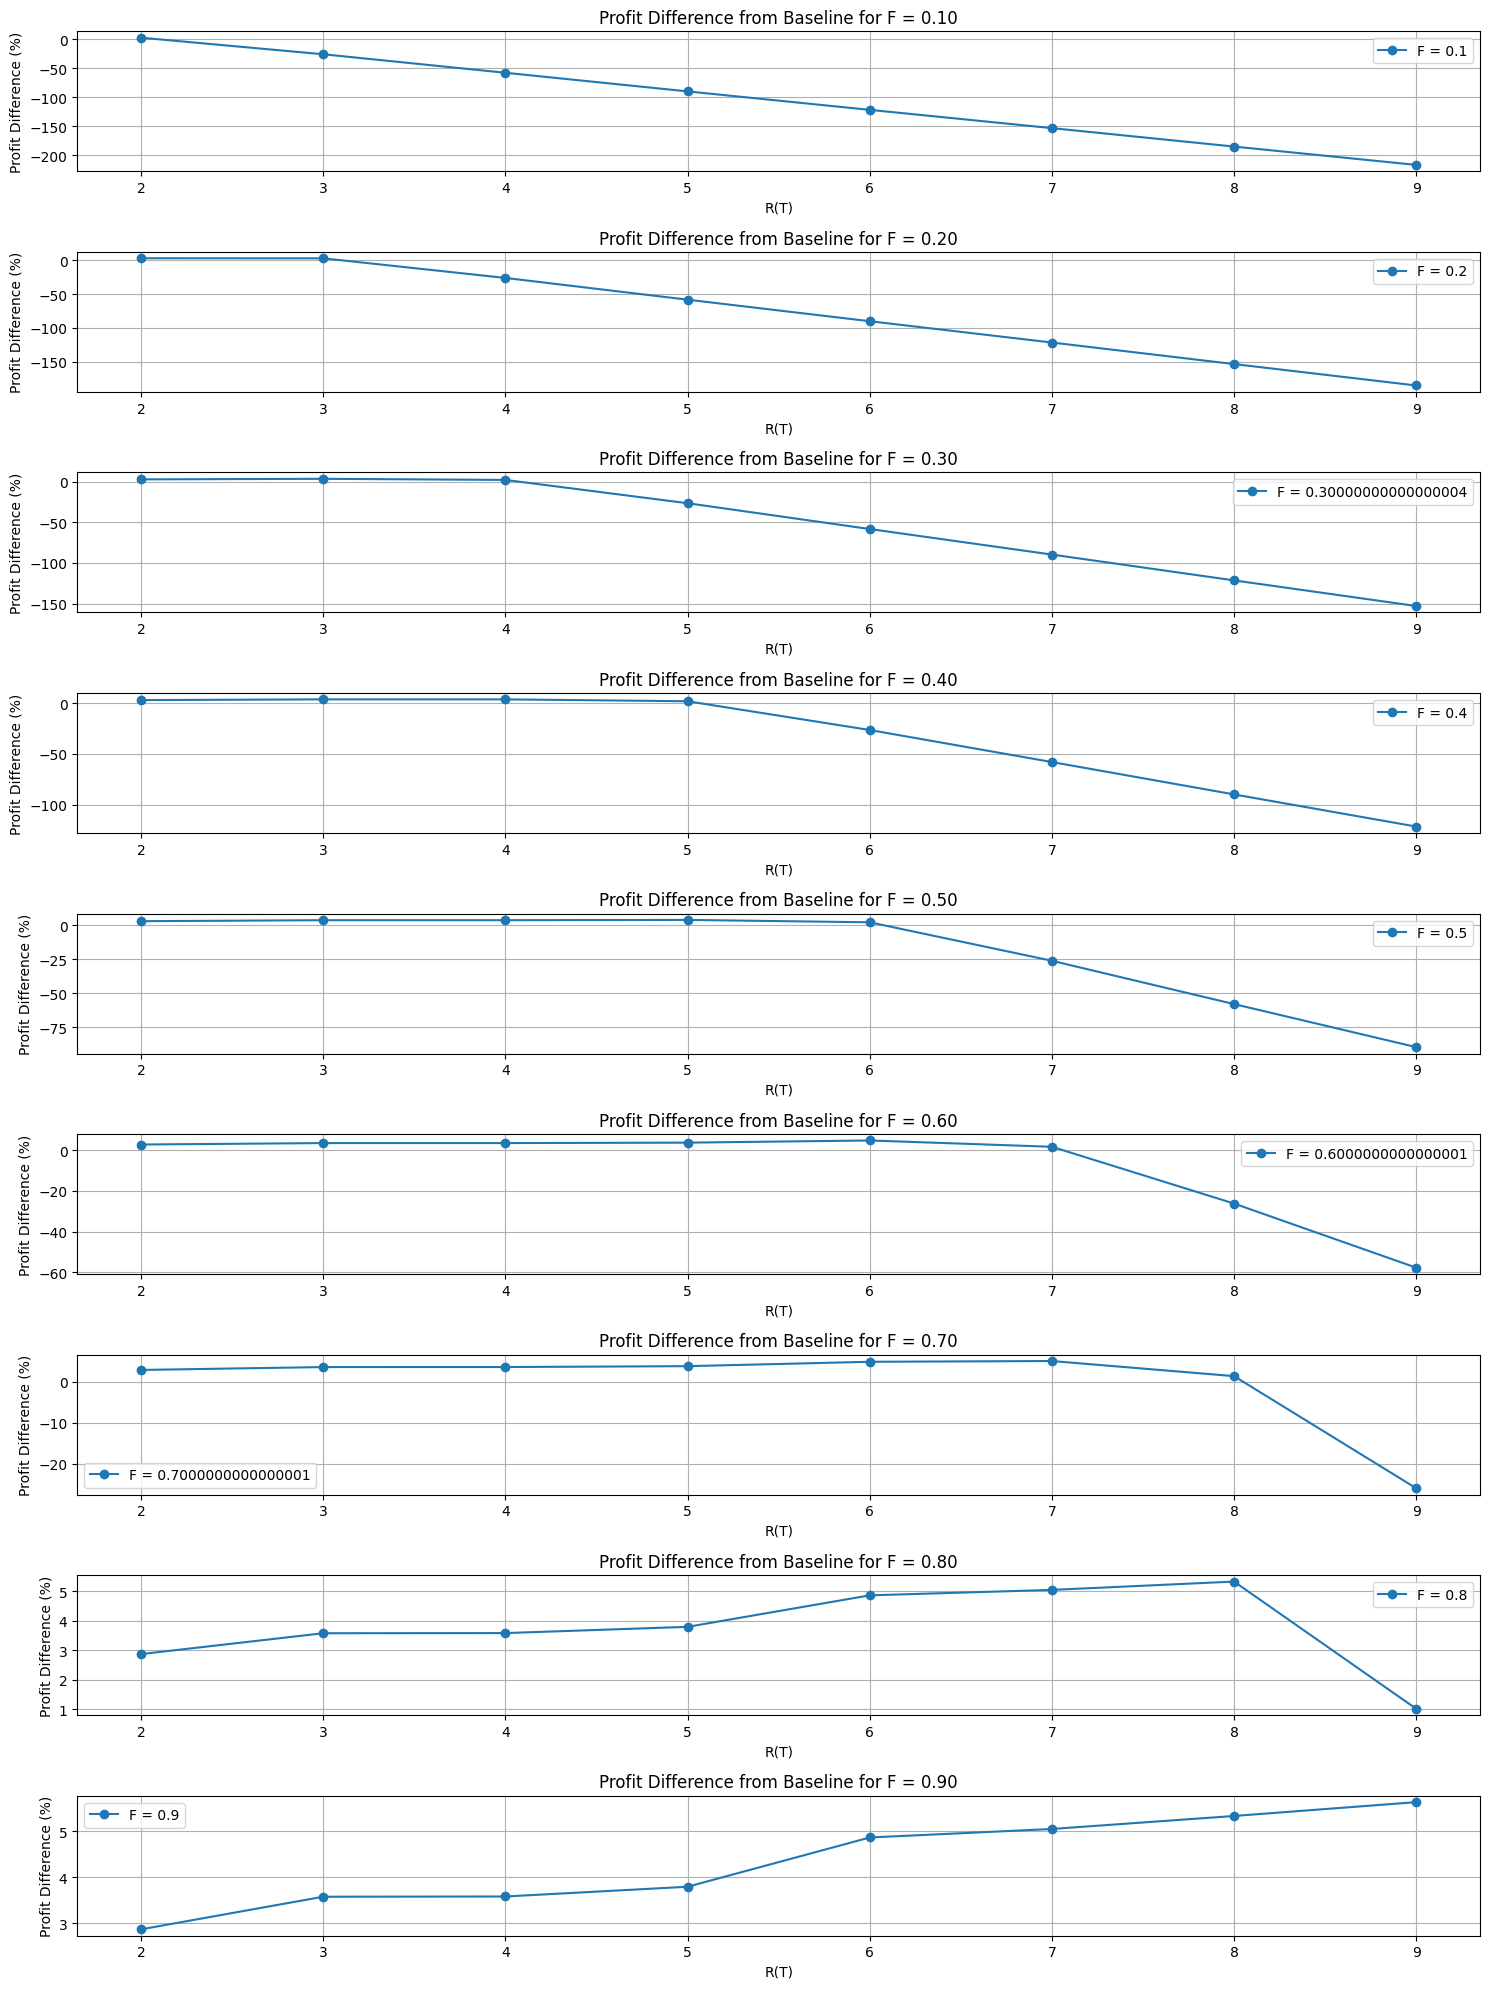 Profit Difference from Baseline for F = 0.10
Profit Difference (%)
0
−50
−100
−150
−200
F = 0.1
2 3 4 5 6 7 8 9
R(T)
Profit Difference from Baseline for F = 0.20
Profit Difference (%)
0
−50
−100
−150
F = 0.2
2 3 4 5 6 7 8 9
R(T)
Profit Difference from Baseline for F = 0.30
Profit Difference (%)
0
−50
−100
−150
F = 0.30000000000000004
2 3 4 5 6 7 8 9
R(T)
Profit Difference from Baseline for F = 0.40
Profit Difference (%)
0
−50
−100
F = 0.4
2 3 4 5 6 7 8 9
R(T)
Profit Difference from Baseline for F = 0.50
Profit Difference (%)
0
−25
−50
−75
F = 0.5
2 3 4 5 6 7 8 9
R(T)
Profit Difference from Baseline for F = 0.60
Profit Difference (%)
0
−20
−40
−60
F = 0.6000000000000001
2 3 4 5 6 7 8 9
R(T)
Profit Difference from Baseline for F = 0.70
Profit Difference (%)
0
−10
−20
F = 0.7000000000000001
2 3 4 5 6 7 8 9
R(T)
Profit Difference from Baseline for F = 0.80
Profit Difference (%)
5
4
3
2
1
F = 0.8
2 3 4 5 6 7 8 9
R(T)
Profit Difference from Baseline for F = 0.90
Profit Difference (%)
5
4
3
F = 0.9
2 3 4 5 6 7 8 9
R(T)